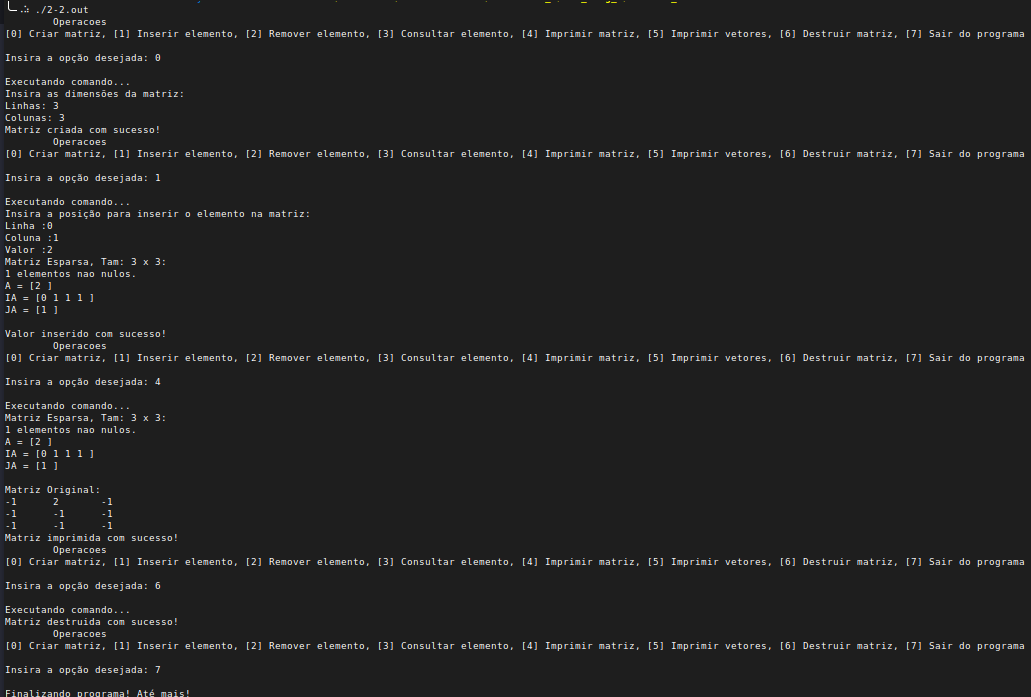 ./2-2.out
Operacoes
[0] Criar matriz, [1] Inserir elemento, [2] Remover elemento, [3] Consultar elemento, [4] Imprimir matriz, [5] Imprimir vetores, [6] Destruir matriz, [7] Sair do programa
Insira a opção desejada: 0
Executando comando...
Insira as dimensões da matriz:
Linhas: 3
Colunas: 3
Matriz criada com sucesso!
Operacoes
[0] Criar matriz, [1] Inserir elemento, [2] Remover elemento, [3] Consultar elemento, [4] Imprimir matriz, [5] Imprimir vetores, [6] Destruir matriz, [7] Sair do programa
Insira a opção desejada: 1
Executando comando...
Insira a posição para inserir o elemento na matriz:
Linha :0
Coluna :1
Valor :2
Matriz Esparsa, Tam: 3 x 3:
1 elementos nao nulos.
A = [2 ]
IA = [0 1 1 1 ]
JA = [1 ]
Valor inserido com sucesso!
Operacoes
[0] Criar matriz, [1] Inserir elemento, [2] Remover elemento, [3] Consultar elemento, [4] Imprimir matriz, [5] Imprimir vetores, [6] Destruir matriz, [7] Sair do programa
Insira a opção desejada: 4
Executando comando...
Matriz Esparsa, Tam: 3 x 3:
1 elementos nao nulos.
A = [2 ]
IA = [0 1 1 1 ]
JA = [1 ]
Matriz Original:
-1 2 -1
-1 -1 -1
-1 -1 -1
Matriz imprimida com sucesso!
Operacoes
[0] Criar matriz, [1] Inserir elemento, [2] Remover elemento, [3] Consultar elemento, [4] Imprimir matriz, [5] Imprimir vetores, [6] Destruir matriz, [7] Sair do programa
Insira a opção desejada: 6
Executando comando...
Matriz destruida com sucesso!
Operacoes
[0] Criar matriz, [1] Inserir elemento, [2] Remover elemento, [3] Consultar elemento, [4] Imprimir matriz, [5] Imprimir vetores, [6] Destruir matriz, [7] Sair do programa
Insira a opção desejada: 7
Finalizando programa! Até mais!